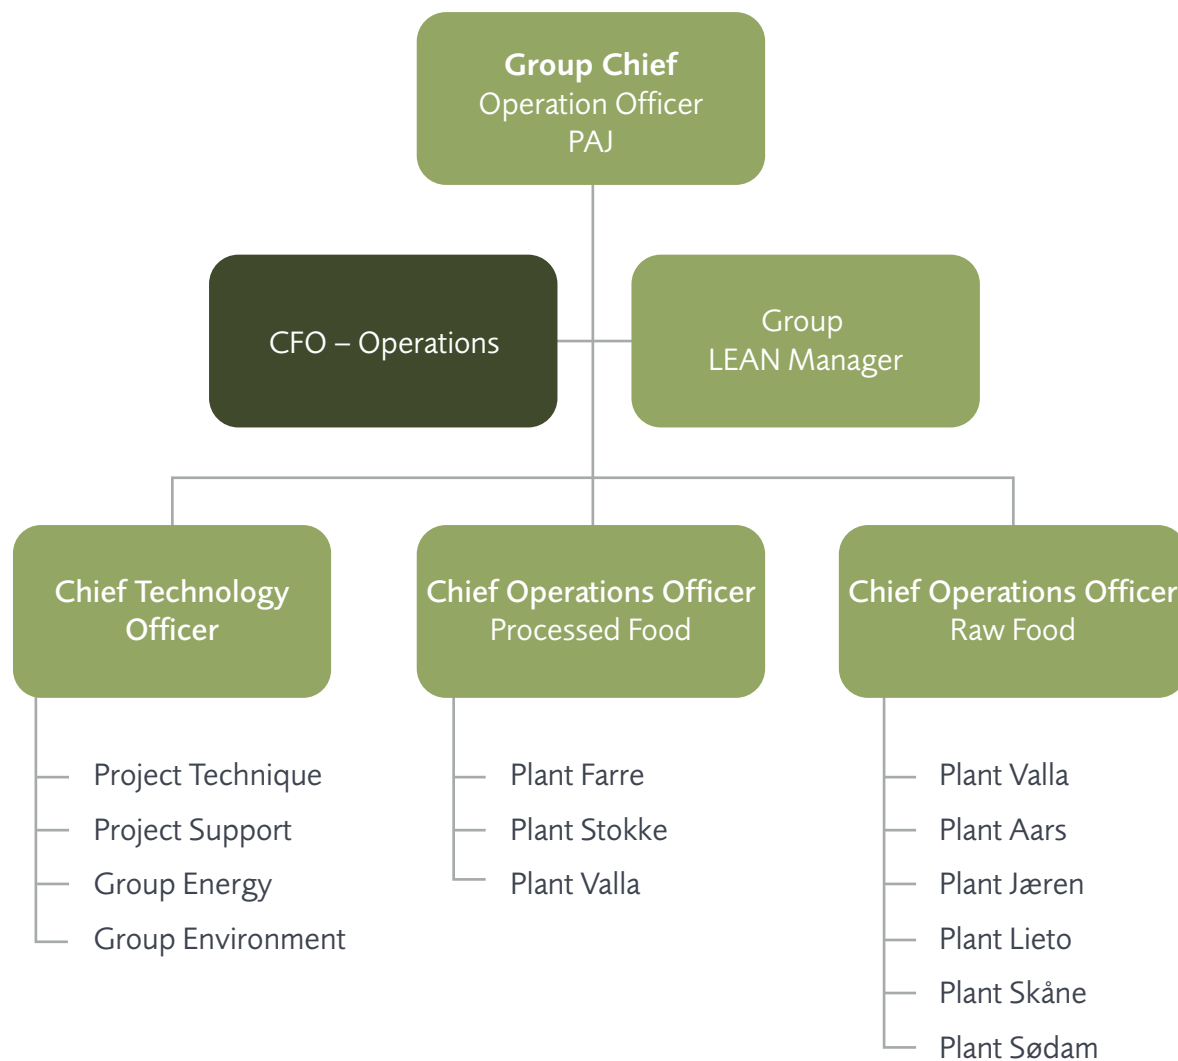 Group Chief
Operation Officer
PAJ
CFO – Operations
Group
LEAN Manager
Chief Technology
Officer
Project Technique
Project Support
Group Energy
Group Environment
Chief Operations Officer
Processed Food
Plant Farre
Plant Stokke
Plant Valla
Chief Operations Officer
Raw Food
Plant Valla
Plant Aars
Plant Jæren
Plant Lieto
Plant Skåne
Plant Sødam